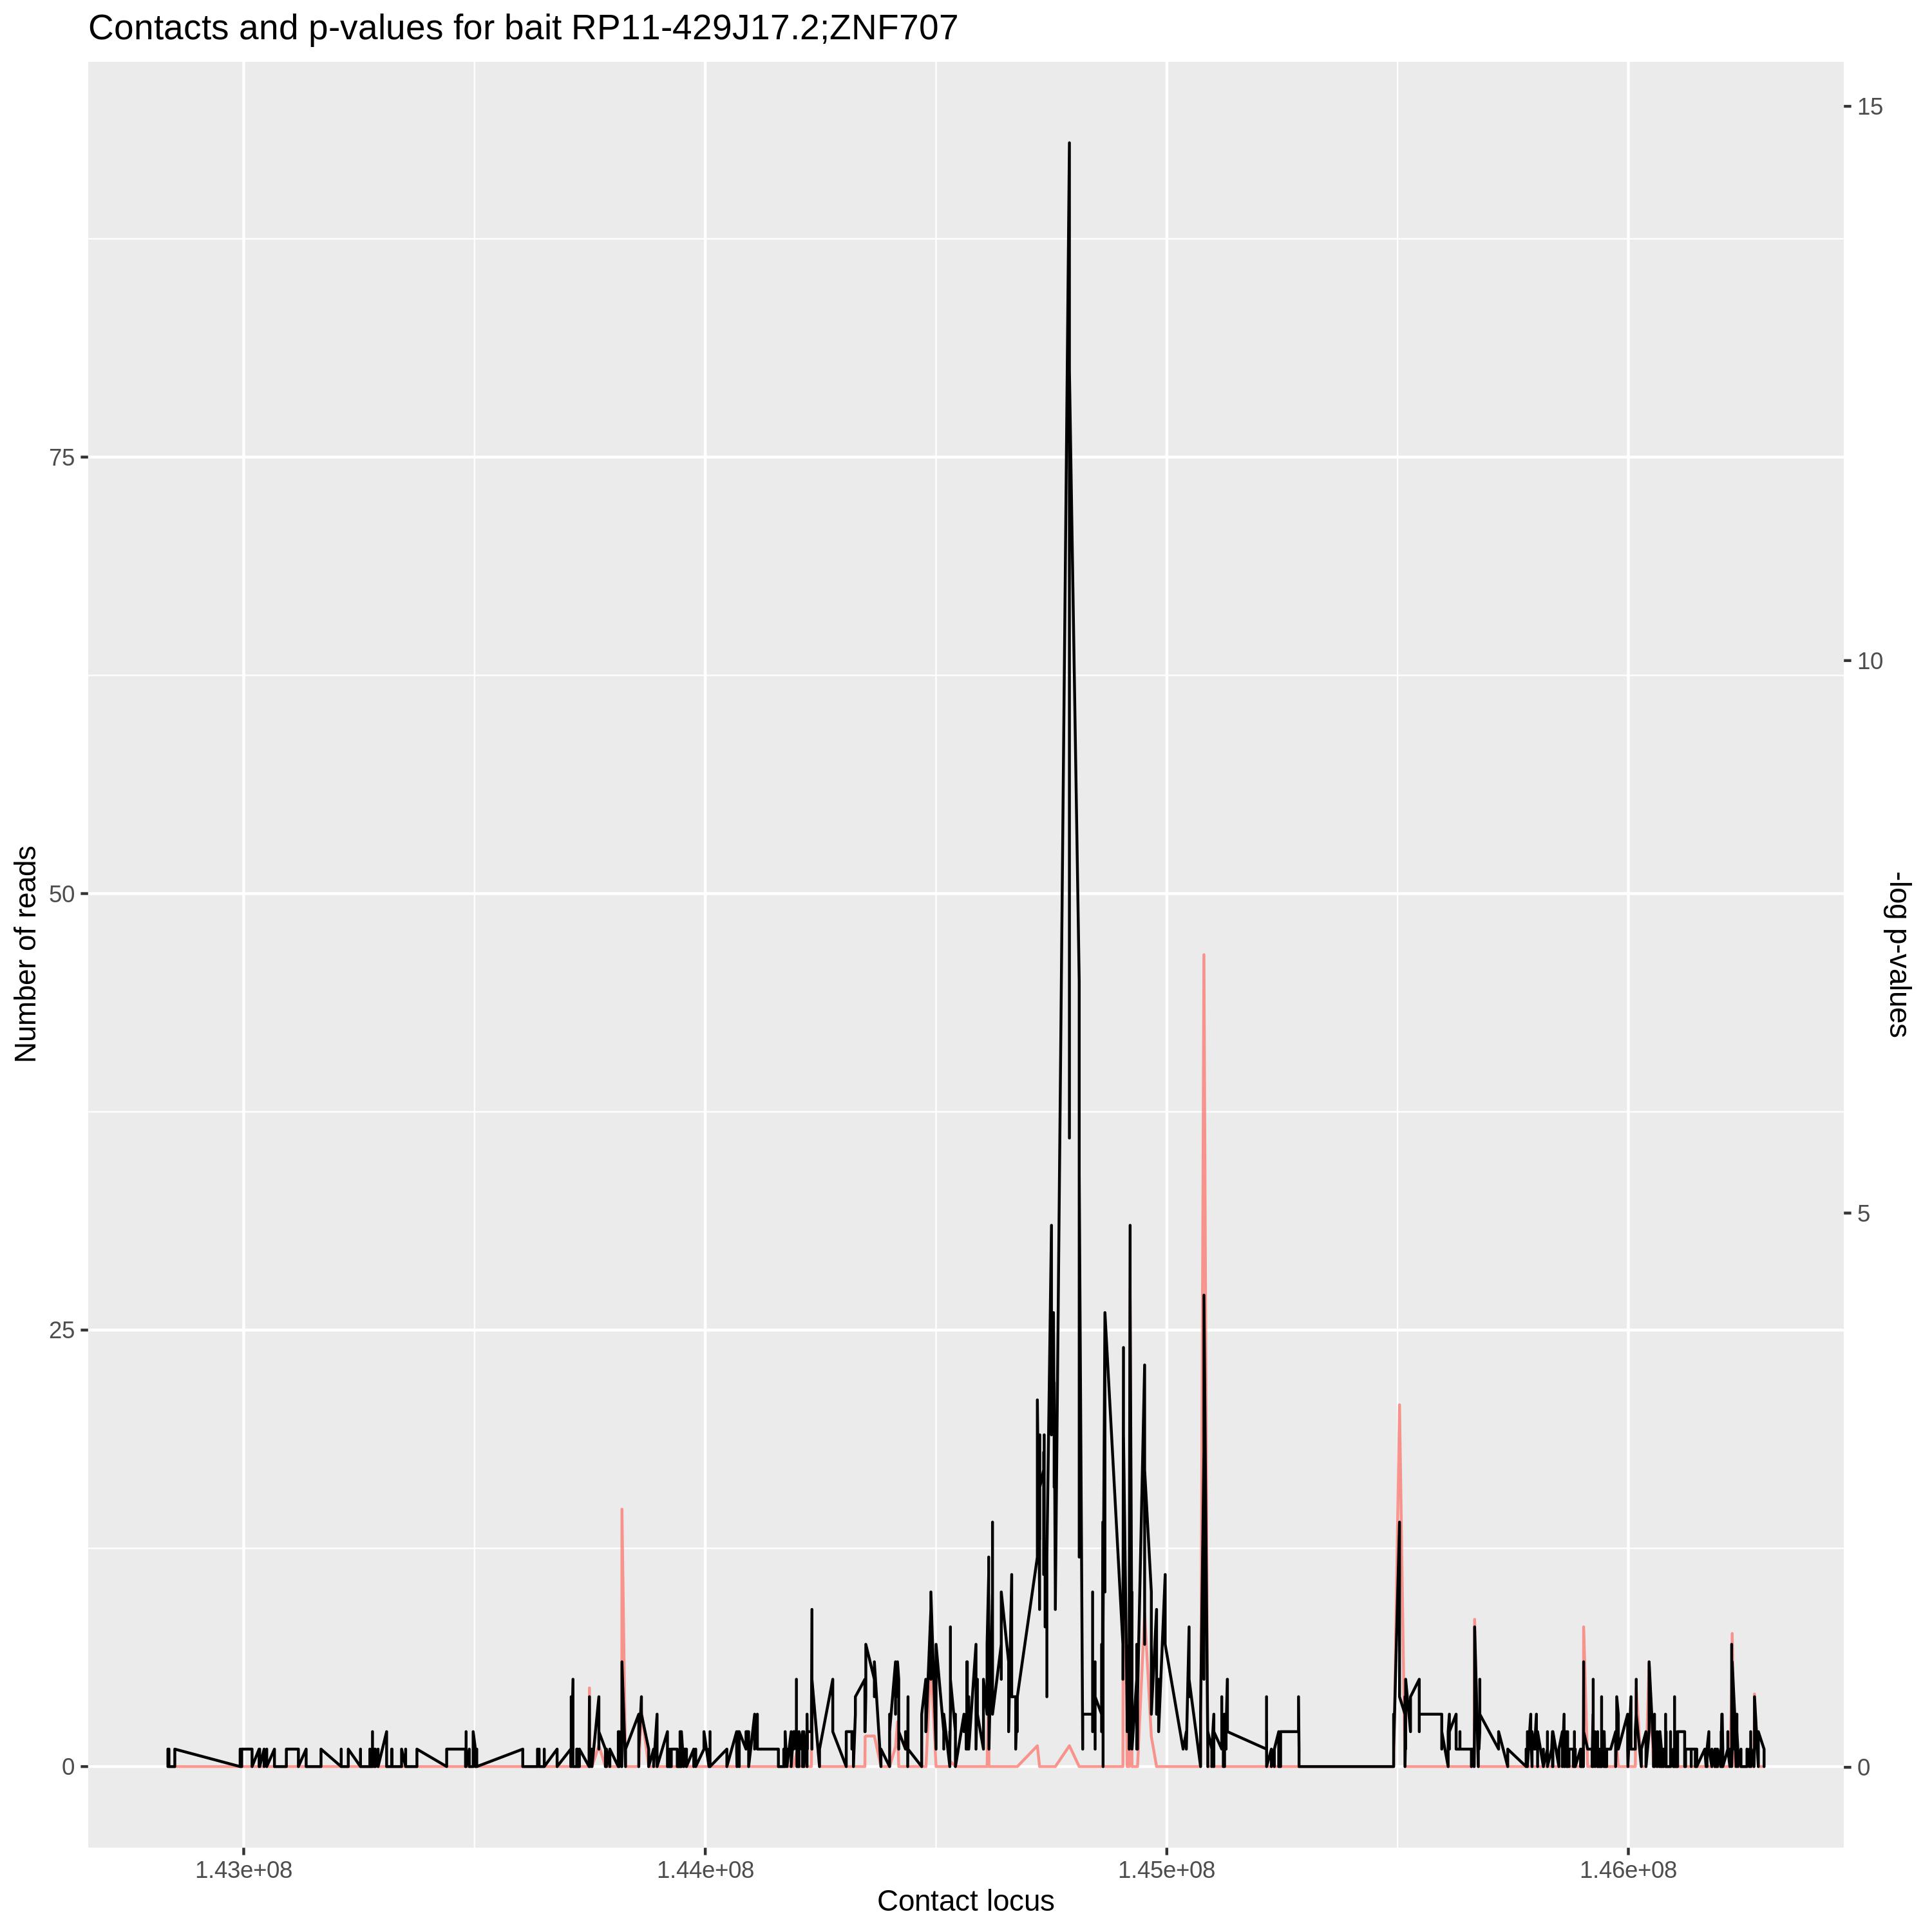 Contacts and p-values for bait RP11-429J17.2;ZNF707
15
75
10
Number of reads
50
-log p-values
5
25
0
0
1.43e+08
1.44e+08
1.45e+08
1.46e+08
Contact locus